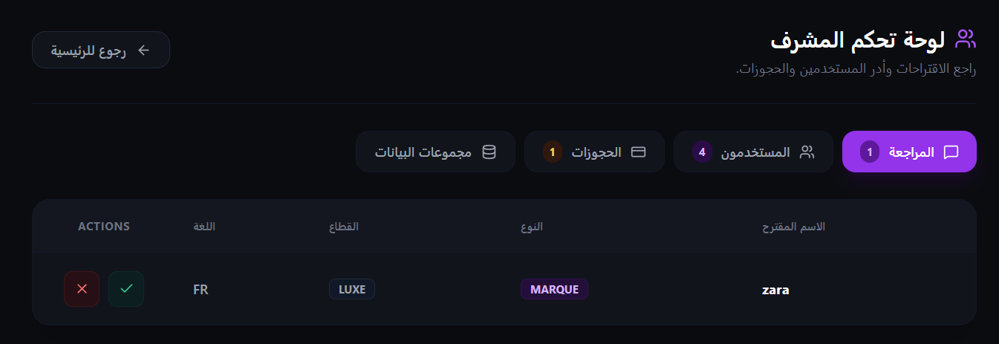 لوحة تحكم المشرف
راجع الاقتراحات وأدر المستخدمين والحجوزات.
رجوع للرئيسية
المراجعة 1
المستخدمون 4
الحجوزات 1
مجموعات البيانات
الاسم المقترح النوع القطاع اللغة ACTIONS
zara MARQUE LUXE FR